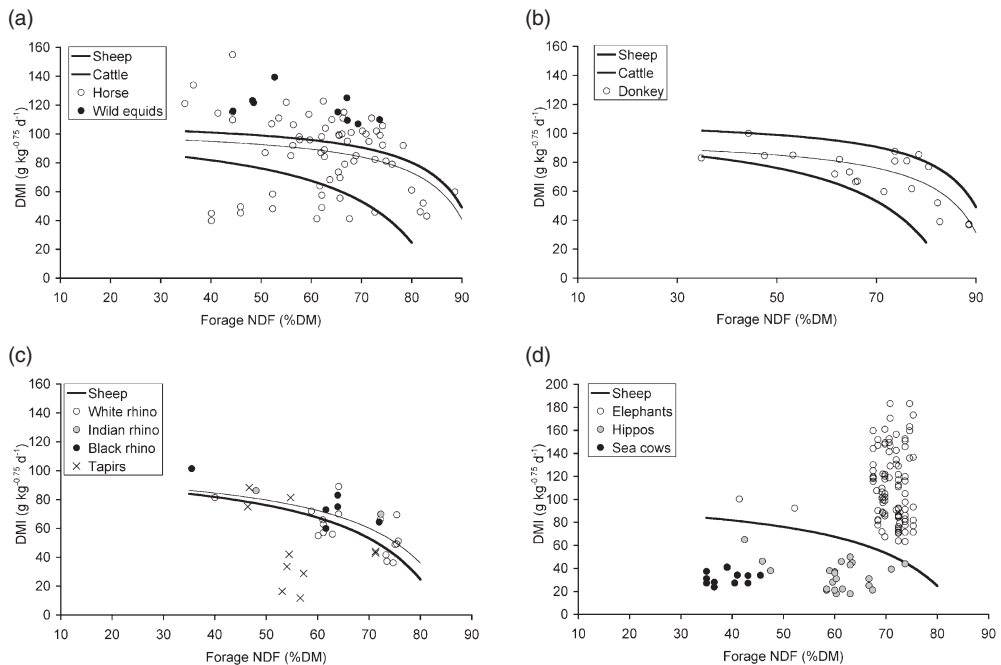 (a)
160
140
120
100
80
60
40
20
0
DMI (g kg⁻⁰·⁷⁵ d⁻¹)
Sheep
Cattle
Horse
Wild equids
10 20 30 40 50 60 70 80 90
Forage NDF (%DM)
(b)
160
140
120
100
80
60
40
20
0
DMI (g kg⁻⁰·⁷⁵ d⁻¹)
Sheep
Cattle
Donkey
10 30 50 70 90
Forage NDF (%DM)
(c)
160
140
120
100
80
60
40
20
0
DMI (g kg⁻⁰·⁷⁵ d⁻¹)
Sheep
White rhino
Indian rhino
Black rhino
Tapirs
10 20 30 40 50 60 70 80 90
Forage NDF (%DM)
(d)
200
180
160
140
120
100
80
60
40
20
0
DMI (g kg⁻⁰·⁷⁵ d⁻¹)
Sheep
Elephants
Hippos
Sea cows
10 20 30 40 50 60 70 80 90
Forage NDF (%DM)